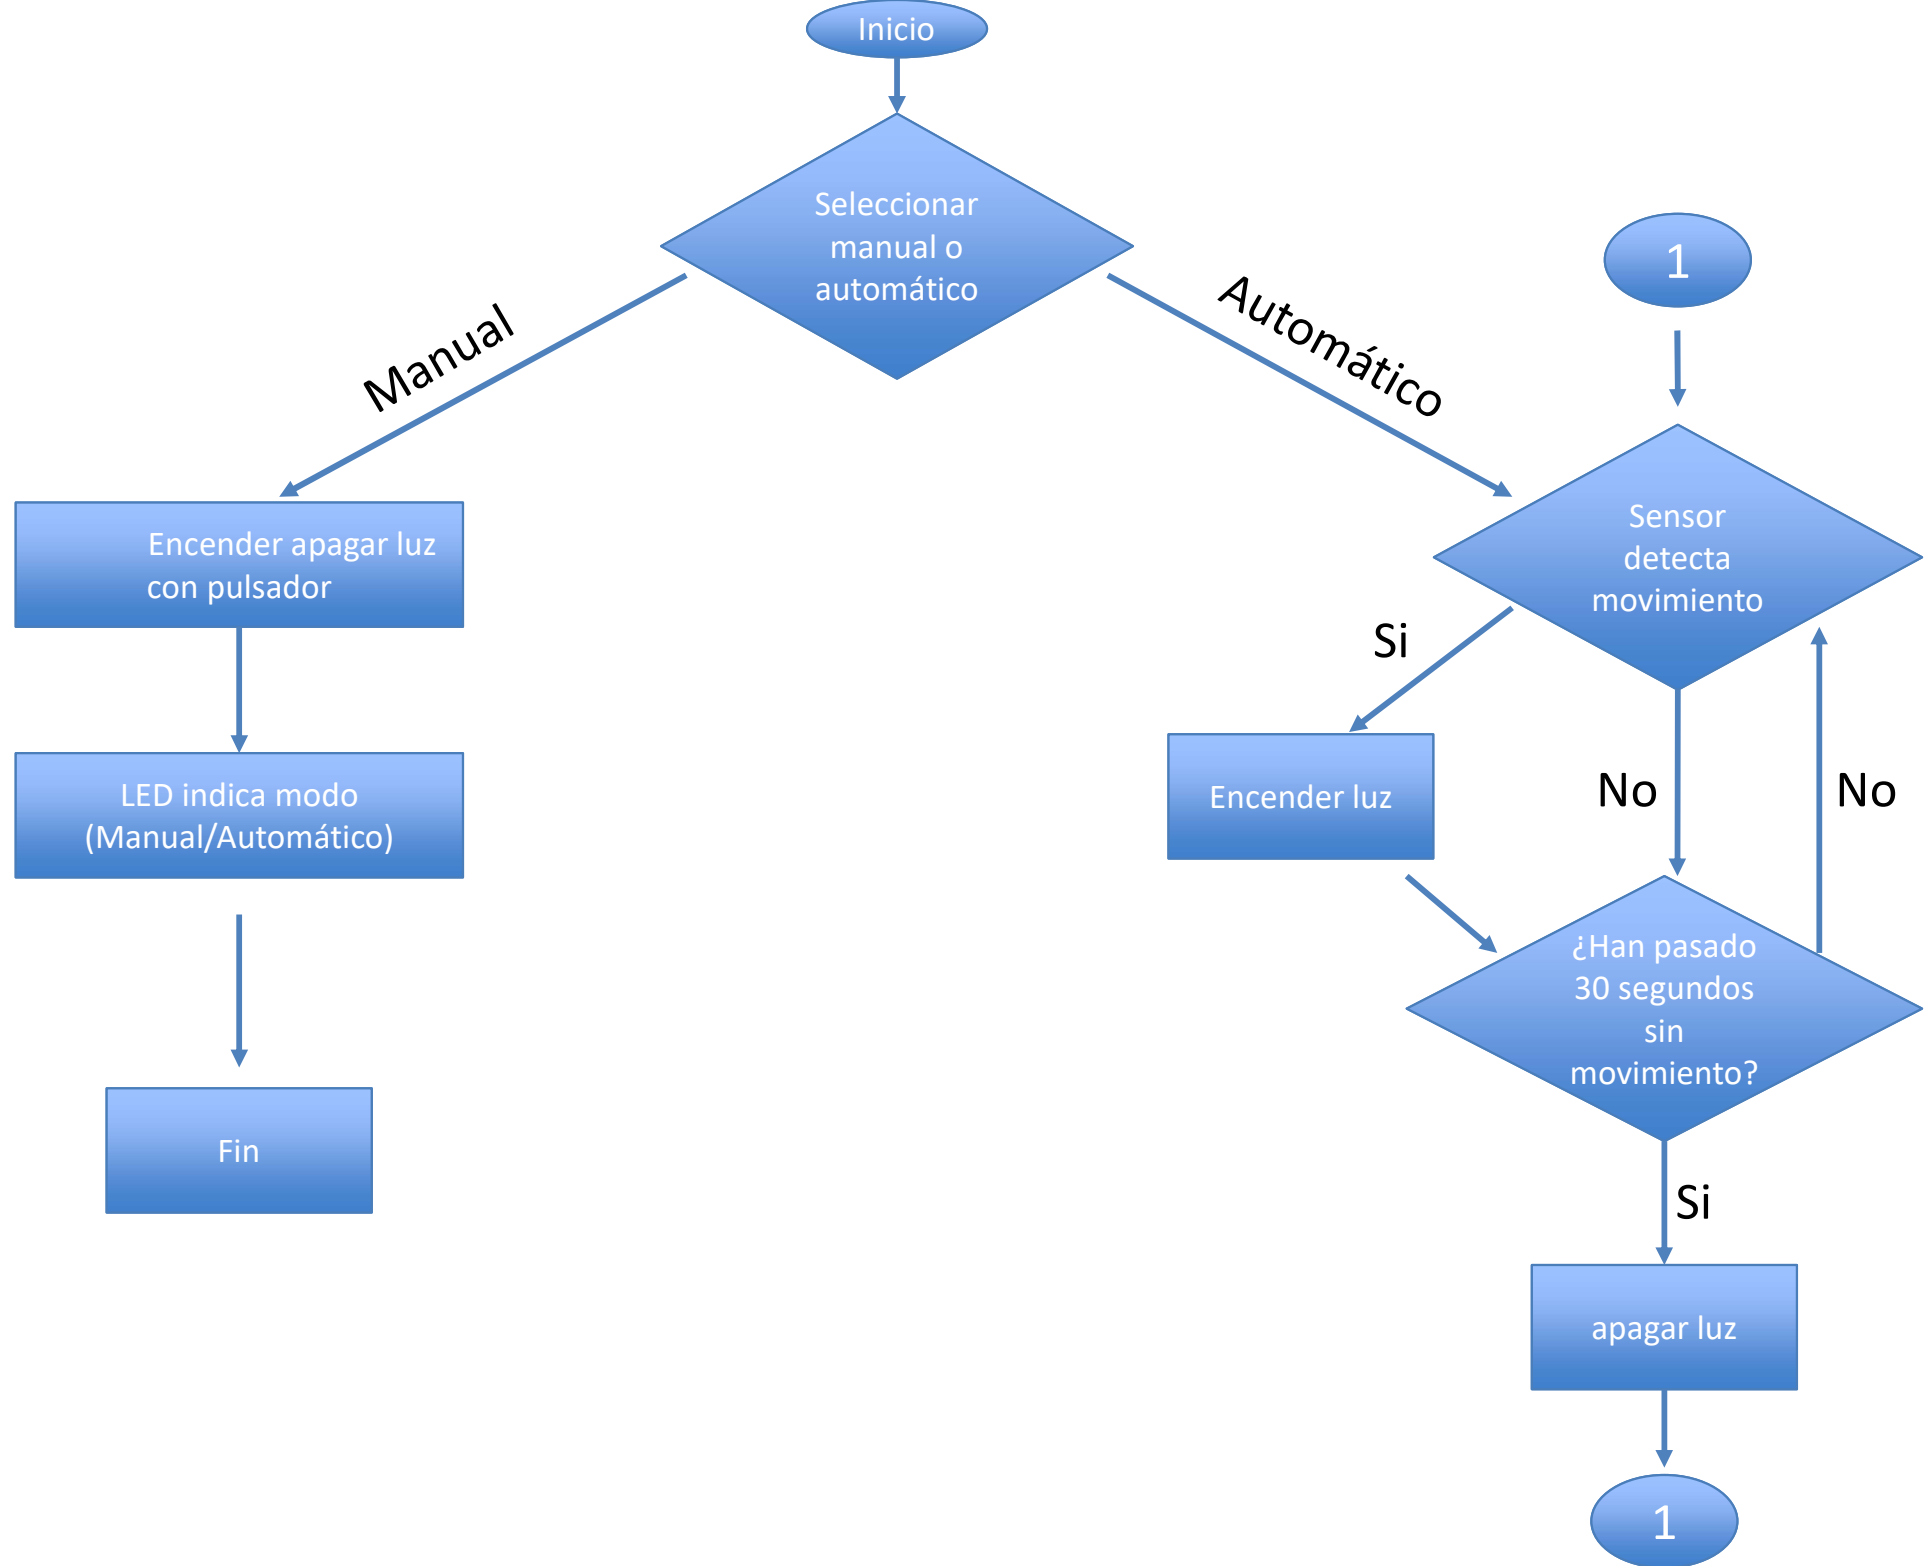 Inicio
Seleccionar
manual o
automático
Manual
Automático
1
Encender apagar luz
con pulsador
LED indica modo
(Manual/Automático)
Fin
Sensor
detecta
movimiento
Si
No
No
Encender luz
¿Han pasado
30 segundos
sin
movimiento?
Si
apagar luz
1